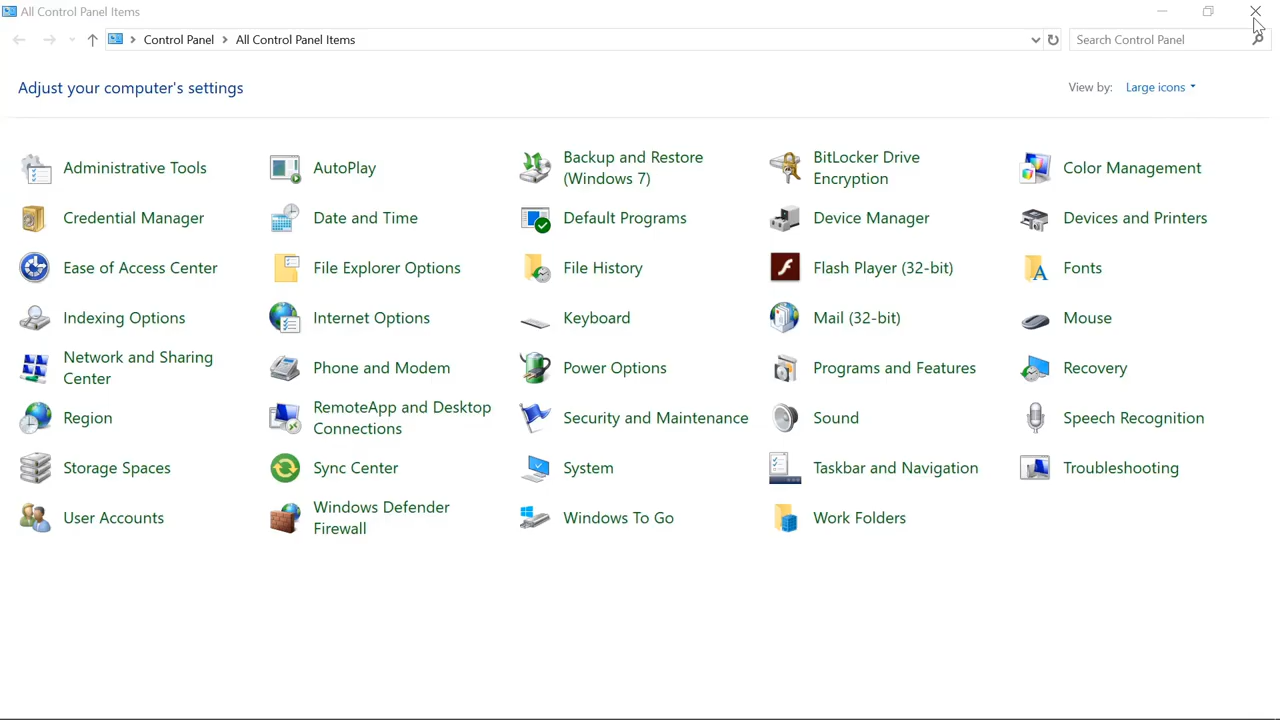 All Control Panel Items
Control Panel All Control Panel Items
Search Control Panel
Adjust your computer's settings
View by: Large icons
Administrative Tools
AutoPlay
Backup and Restore
(Windows 7)
BitLocker Drive
Encryption
Color Management
Credential Manager
Date and Time
Default Programs
Device Manager
Devices and Printers
Ease of Access Center
File Explorer Options
File History
Flash Player (32-bit)
Fonts
Indexing Options
Internet Options
Keyboard
Mail (32-bit)
Mouse
Network and Sharing
Center
Phone and Modem
Power Options
Programs and Features
Recovery
Region
RemoteApp and Desktop
Connections
Security and Maintenance
Sound
Speech Recognition
Storage Spaces
Sync Center
System
Taskbar and Navigation
Troubleshooting
User Accounts
Windows Defender
Firewall
Windows To Go
Work Folders